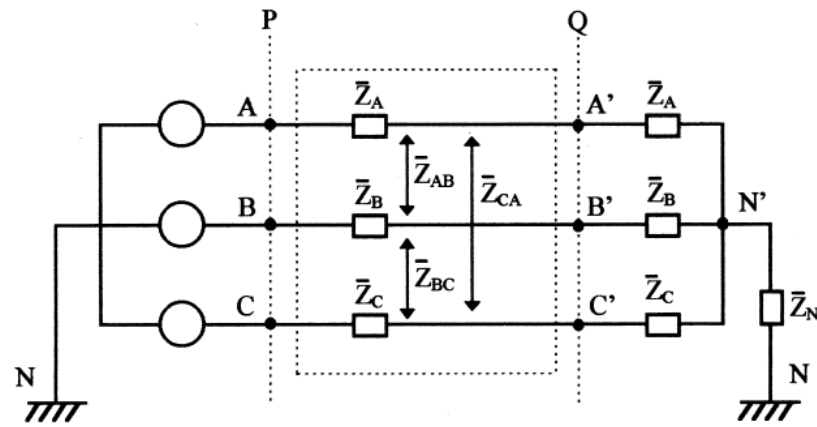 P Q
A Z̄A A' Z̄A
Z̄AB
B Z̄B Z̄CA B' Z̄B N'
Z̄BC
C Z̄C C' Z̄C Z̄N
N N